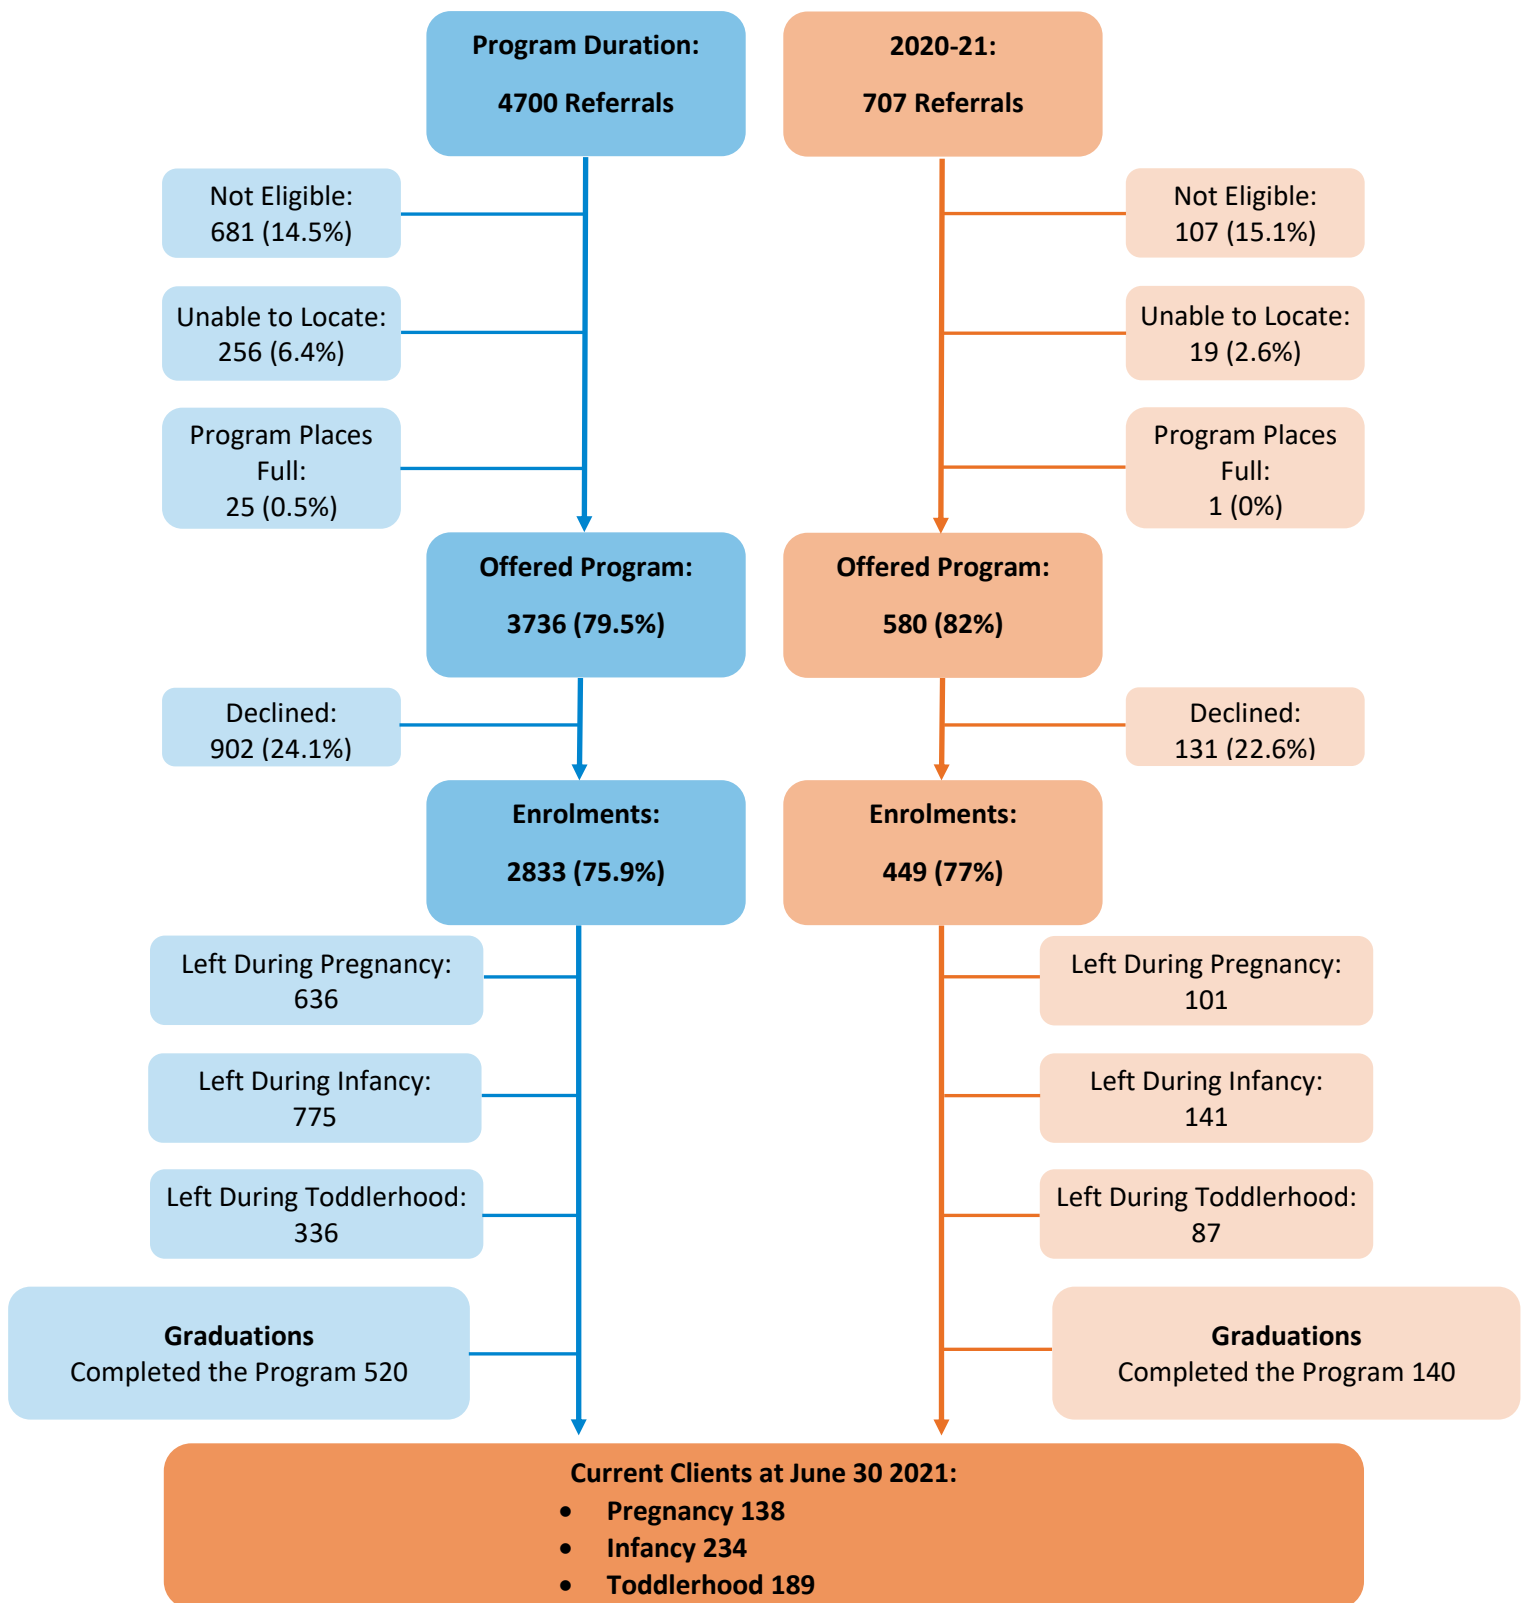 Program Duration:
4700 Referrals
2020-21:
707 Referrals
Not Eligible:
681 (14.5%)
Not Eligible:
107 (15.1%)
Unable to Locate:
256 (6.4%)
Unable to Locate:
19 (2.6%)
Program Places
Full:
25 (0.5%)
Program Places
Full:
1 (0%)
Offered Program:
3736 (79.5%)
Offered Program:
580 (82%)
Declined:
902 (24.1%)
Declined:
131 (22.6%)
Enrolments:
2833 (75.9%)
Enrolments:
449 (77%)
Left During Pregnancy:
636
Left During Pregnancy:
101
Left During Infancy:
775
Left During Infancy:
141
Left During Toddlerhood:
336
Left During Toddlerhood:
87
Graduations
Completed the Program 520
Graduations
Completed the Program 140
Current Clients at June 30 2021:
• Pregnancy 138
• Infancy 234
• Toddlerhood 189